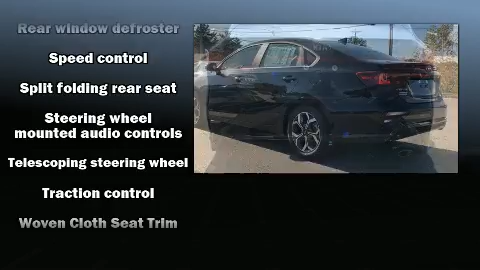 Rear window defroster
Speed control
Split folding rear seat
Steering wheel
mounted audio controls
Telescoping steering wheel
Traction control
Woven Cloth Seat Trim